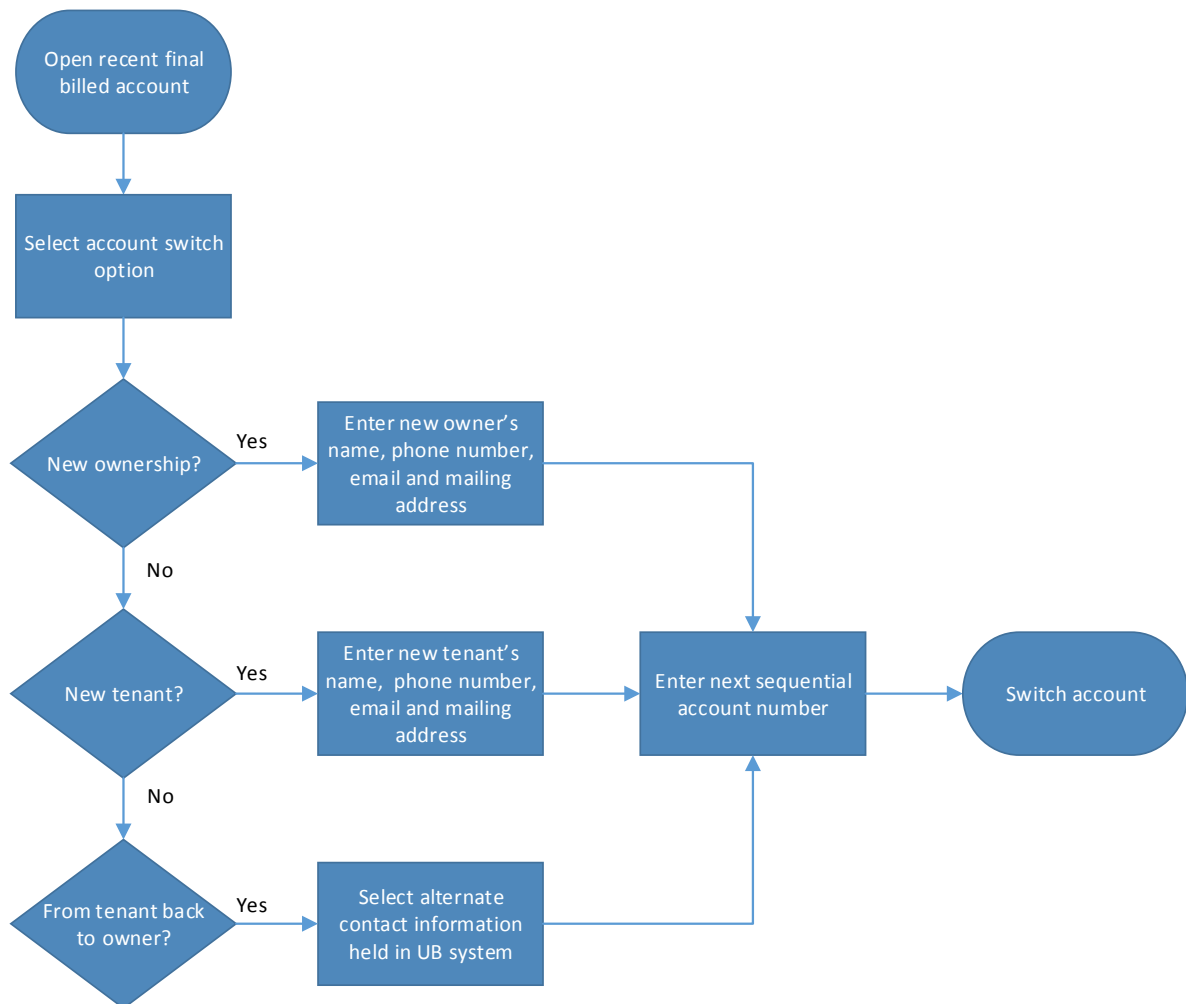 Open recent final
billed account
Select account switch
option
New ownership?
Yes
Enter new owner’s
name, phone number,
email and mailing
address
No
New tenant?
Yes
Enter new tenant’s
name,  phone number,
email and mailing
address
Enter next sequential
account number
Switch account
No
From tenant back
to owner?
Yes
Select alternate
contact information
held in UB system